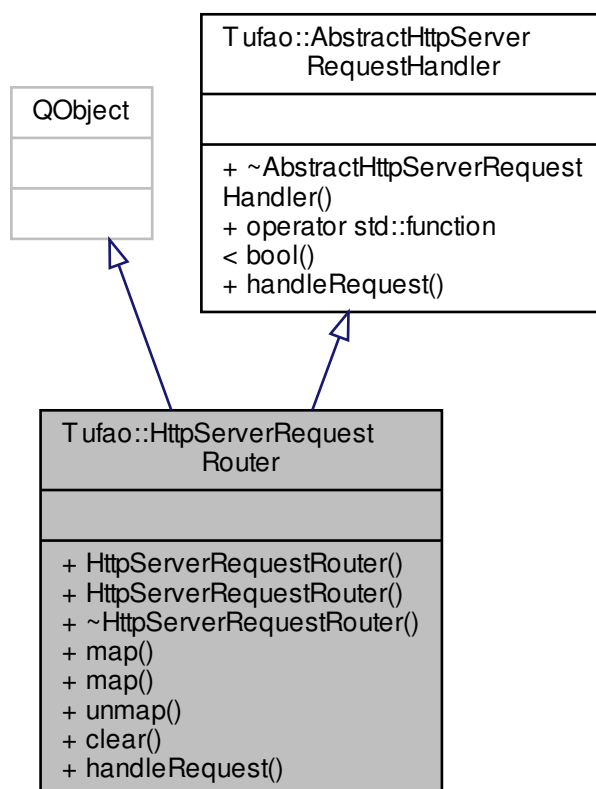 Tufao::AbstractHttpServer
RequestHandler
QObject
+ ~AbstractHttpServerRequest
Handler()
+ operator std::function
< bool()
+ handleRequest()
Tufao::HttpServerRequest
Router
+ HttpServerRequestRouter()
+ HttpServerRequestRouter()
+ ~HttpServerRequestRouter()
+ map()
+ map()
+ unmap()
+ clear()
+ handleRequest()